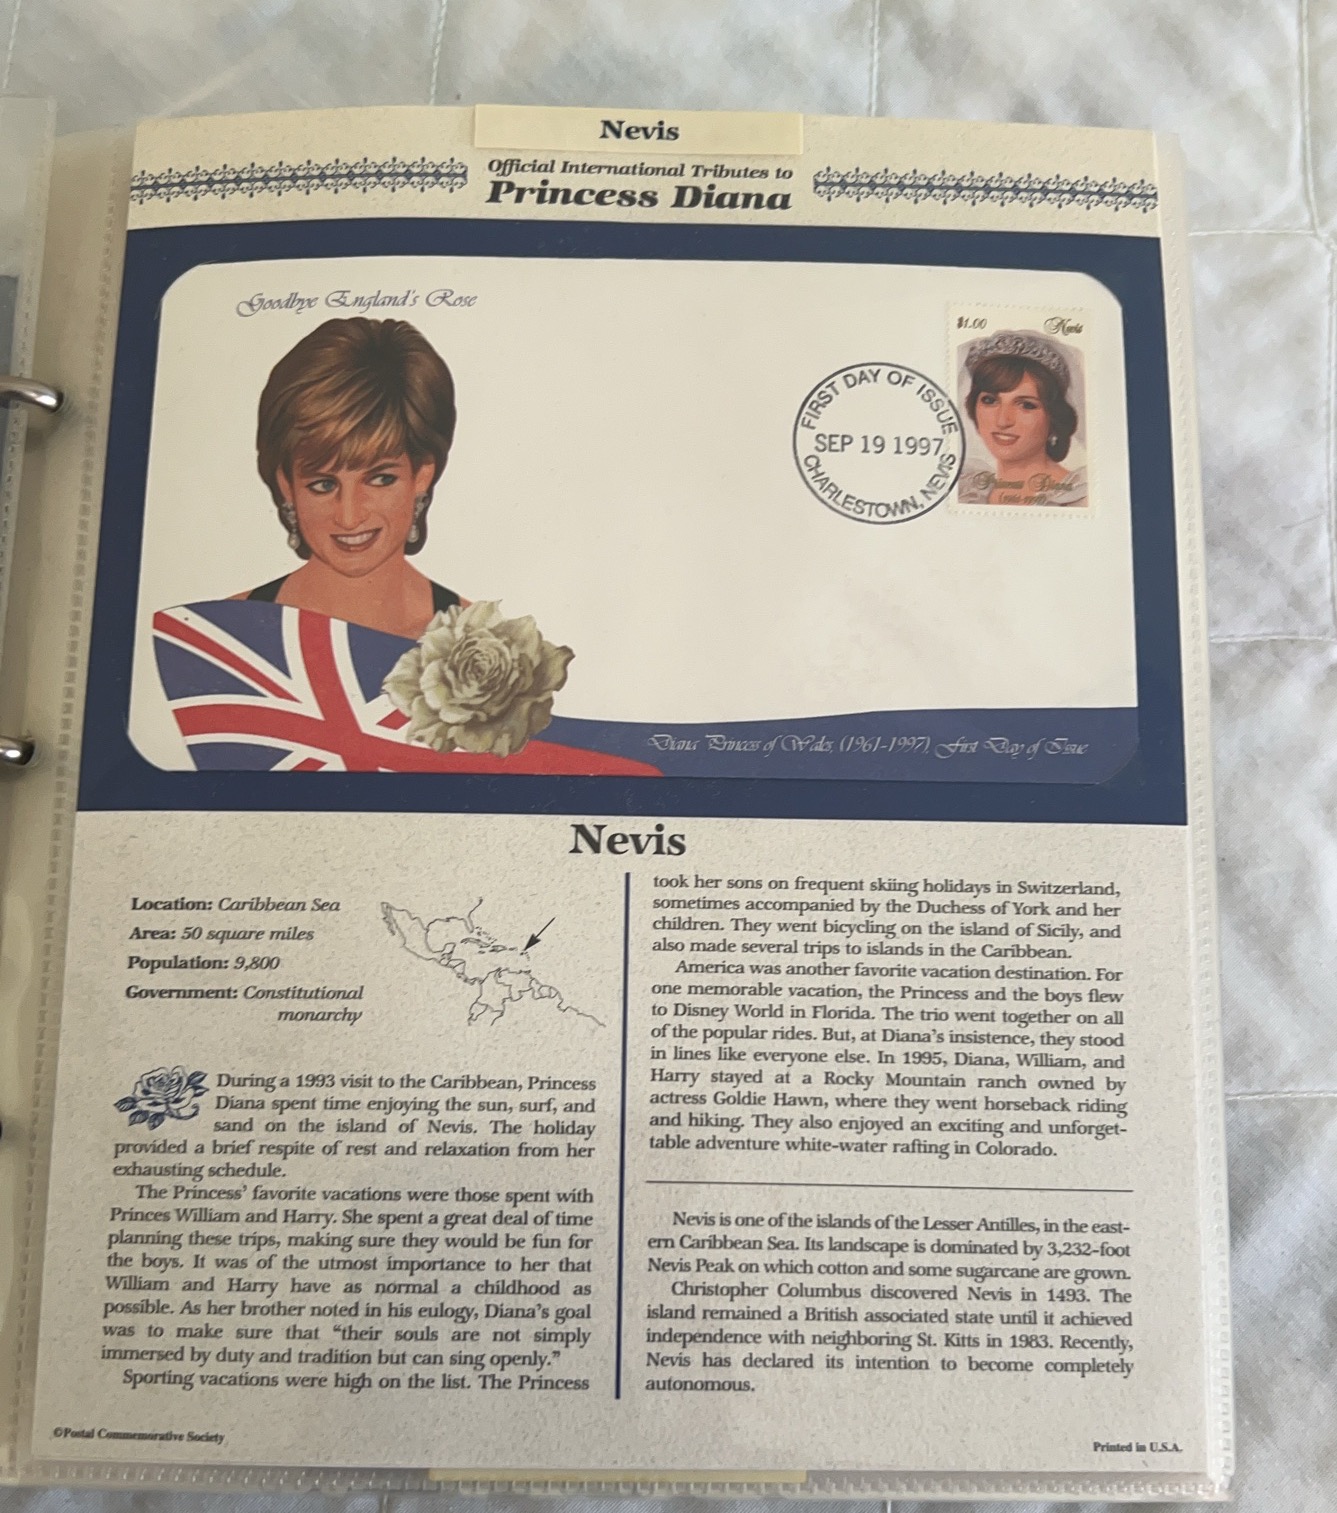 Nevis
Official International Tributes to
Princess Diana
Goodbye England's Rose
$1.00
Nevis
FIRST DAY OF ISSUE
SEP 19 1997
CHARLESTOWN, NEVIS
Princess Diana
(1961-1997)
Diana Princess of Wales, (1961-1997), First Day of Issue
Nevis
Location: Caribbean Sea
Area: 50 square miles
Population: 9,800
Government: Constitutional
monarchy
During a 1993 visit to the Caribbean, Princess
Diana spent time enjoying the sun, surf, and
sand on the island of Nevis. The holiday
provided a brief respite of rest and relaxation from her
exhausting schedule.
The Princess' favorite vacations were those spent with
Princes William and Harry. She spent a great deal of time
planning these trips, making sure they would be fun for
the boys. It was of the utmost importance to her that
William and Harry have as normal a childhood as
possible. As her brother noted in his eulogy, Diana's goal
was to make sure that “their souls are not simply
immersed by duty and tradition but can sing openly.”
Sporting vacations were high on the list. The Princess
took her sons on frequent skiing holidays in Switzerland,
sometimes accompanied by the Duchess of York and her
children. They went bicycling on the island of Sicily, and
also made several trips to islands in the Caribbean.
America was another favorite vacation destination. For
one memorable vacation, the Princess and the boys flew
to Disney World in Florida. The trio went together on all
of the popular rides. But, at Diana's insistence, they stood
in lines like everyone else. In 1995, Diana, William, and
Harry stayed at a Rocky Mountain ranch owned by
actress Goldie Hawn, where they went horseback riding
and hiking. They also enjoyed an exciting and unforget-
table adventure white-water rafting in Colorado.
Nevis is one of the islands of the Lesser Antilles, in the east-
ern Caribbean Sea. Its landscape is dominated by 3,232-foot
Nevis Peak on which cotton and some sugarcane are grown.
Christopher Columbus discovered Nevis in 1493. The
island remained a British associated state until it achieved
independence with neighboring St. Kitts in 1983. Recently,
Nevis has declared its intention to become completely
autonomous.
©Postal Commemorative Society
Printed in U.S.A.